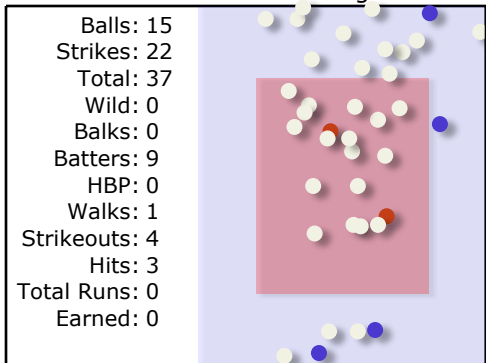 Balls: 15
Strikes: 22
Total: 37
Wild: 0
Balks: 0
Batters: 9
HBP: 0
Walks: 1
Strikeouts: 4
Hits: 3
Total Runs: 0
Earned: 0